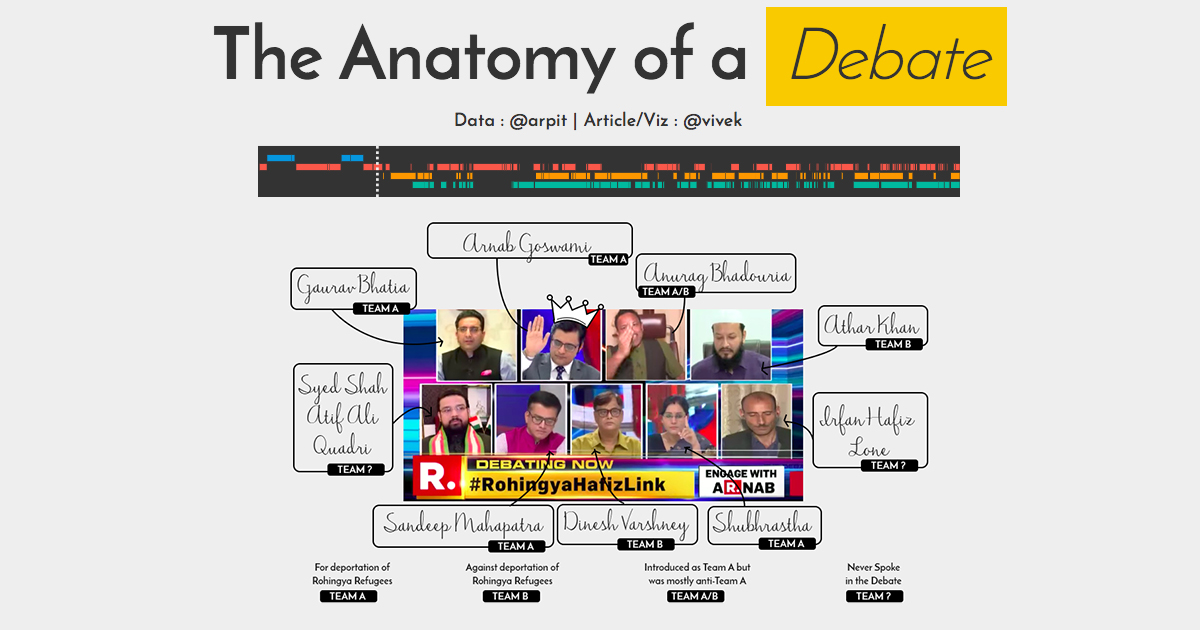 The Anatomy of a Debate
Data : @arpit | Article/Viz : @vivek
Arnab Goswami
TEAM A
Gaurav Bhatia
TEAM A
Anurag Bhadouria
TEAM A/B
Athar Khan
TEAM B
Syed Shah
Atif Ali
Quadri
TEAM ?
Irfan Hafiz
Lone
TEAM ?
R.
DEBATING NOW
#RohingyaHafizLink
ENGAGE WITH
ARNAB
Sandeep Mahapatra
TEAM A
Dinesh Varshney
TEAM B
Shubhrastha
TEAM A
For deportation of
Rohingya Refugees
TEAM A
Against deportation of
Rohingya Refugees
TEAM B
Introduced as Team A but
was mostly anti-Team A
TEAM A/B
Never Spoke
in the Debate
TEAM ?